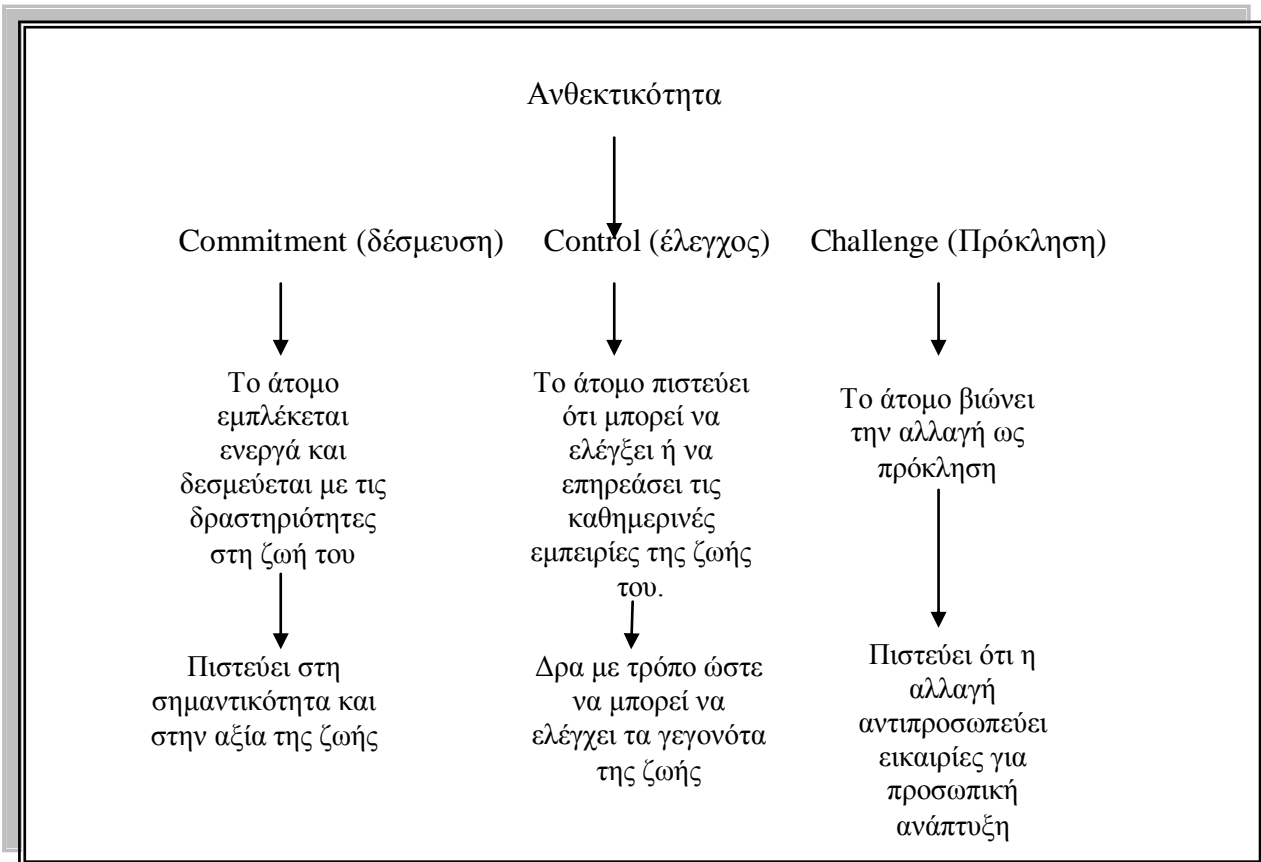 Ανθεκτικότητα
Commitment (δέσμευση)
Control (έλεγχος)
Challenge (Πρόκληση)
Το άτομο
εμπλέκεται
ενεργά και
δεσμεύεται με τις
δραστηριότητες
στη ζωή του
Πιστεύει στη
σημαντικότητα και
στην αξία της ζωής
Το άτομο πιστεύει
ότι μπορεί να
ελέγξει ή να
επηρεάσει τις
καθημερινές
εμπειρίες της ζωής
του.
Δρα με τρόπο ώστε
να μπορεί να
ελέγχει τα γεγονότα
της ζωής
Το άτομο βιώνει
την αλλαγή ως
πρόκληση
Πιστεύει ότι η
αλλαγή
αντιπροσωπεύει
εικαιρίες για
προσωπική
ανάπτυξη